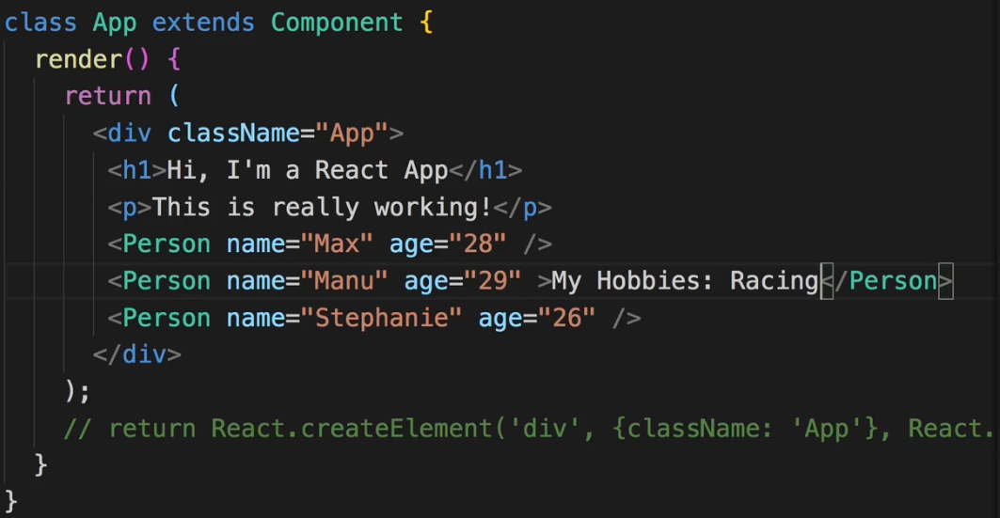 class App extends Component {
render() {
return (
<div className="App">
<h1>Hi, I'm a React App</h1>
<p>This is really working!</p>
<Person name="Max" age="28" />
<Person name="Manu" age="29" >My Hobbies: Racing</Person>
<Person name="Stephanie" age="26" />
</div>
);
// return React.createElement('div', {className: 'App'}, React.
}
}